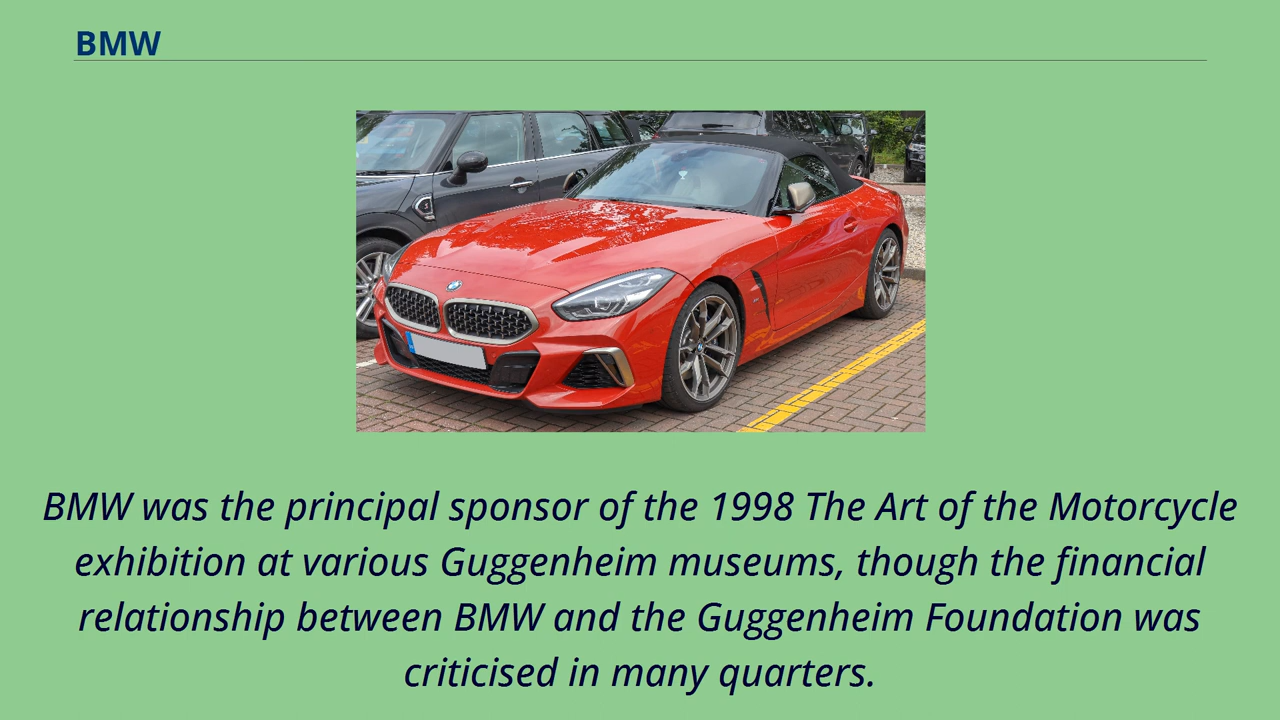 BMW
BMW was the principal sponsor of the 1998 The Art of the Motorcycle
exhibition at various Guggenheim museums, though the financial
relationship between BMW and the Guggenheim Foundation was
criticised in many quarters.